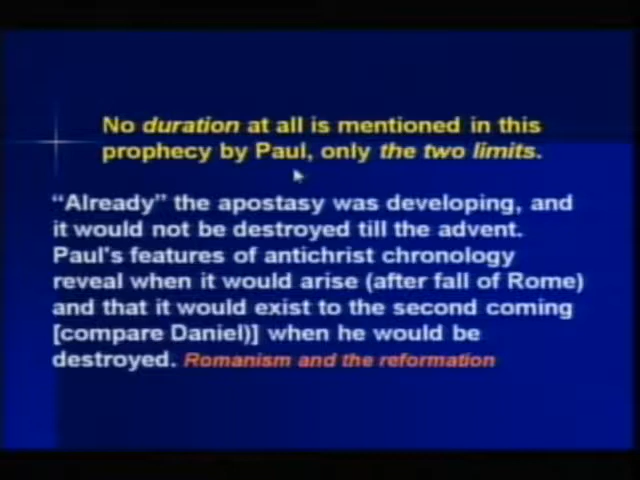 No duration at all is mentioned in this
prophecy by Paul, only the two limits.
“Already” the apostasy was developing, and
it would not be destroyed till the advent.
Paul's features of antichrist chronology
reveal when it would arise (after fall of Rome)
and that it would exist to the second coming
[compare Daniel)] when he would be
destroyed. Romanism and the reformation